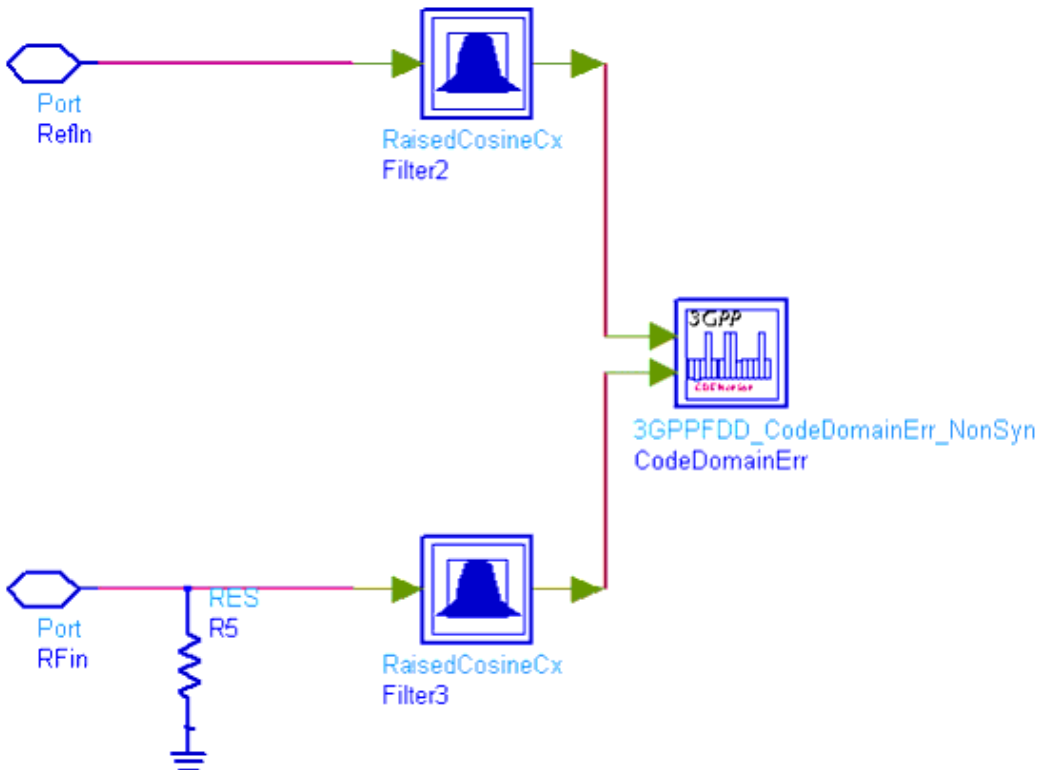 Port
RefIn
RaisedCosineCx
Filter2
3GPP
3GPPFDD_CodeDomainErr_NonSyn
CodeDomainErr
Port
RFin
RES
R5
RaisedCosineCx
Filter3